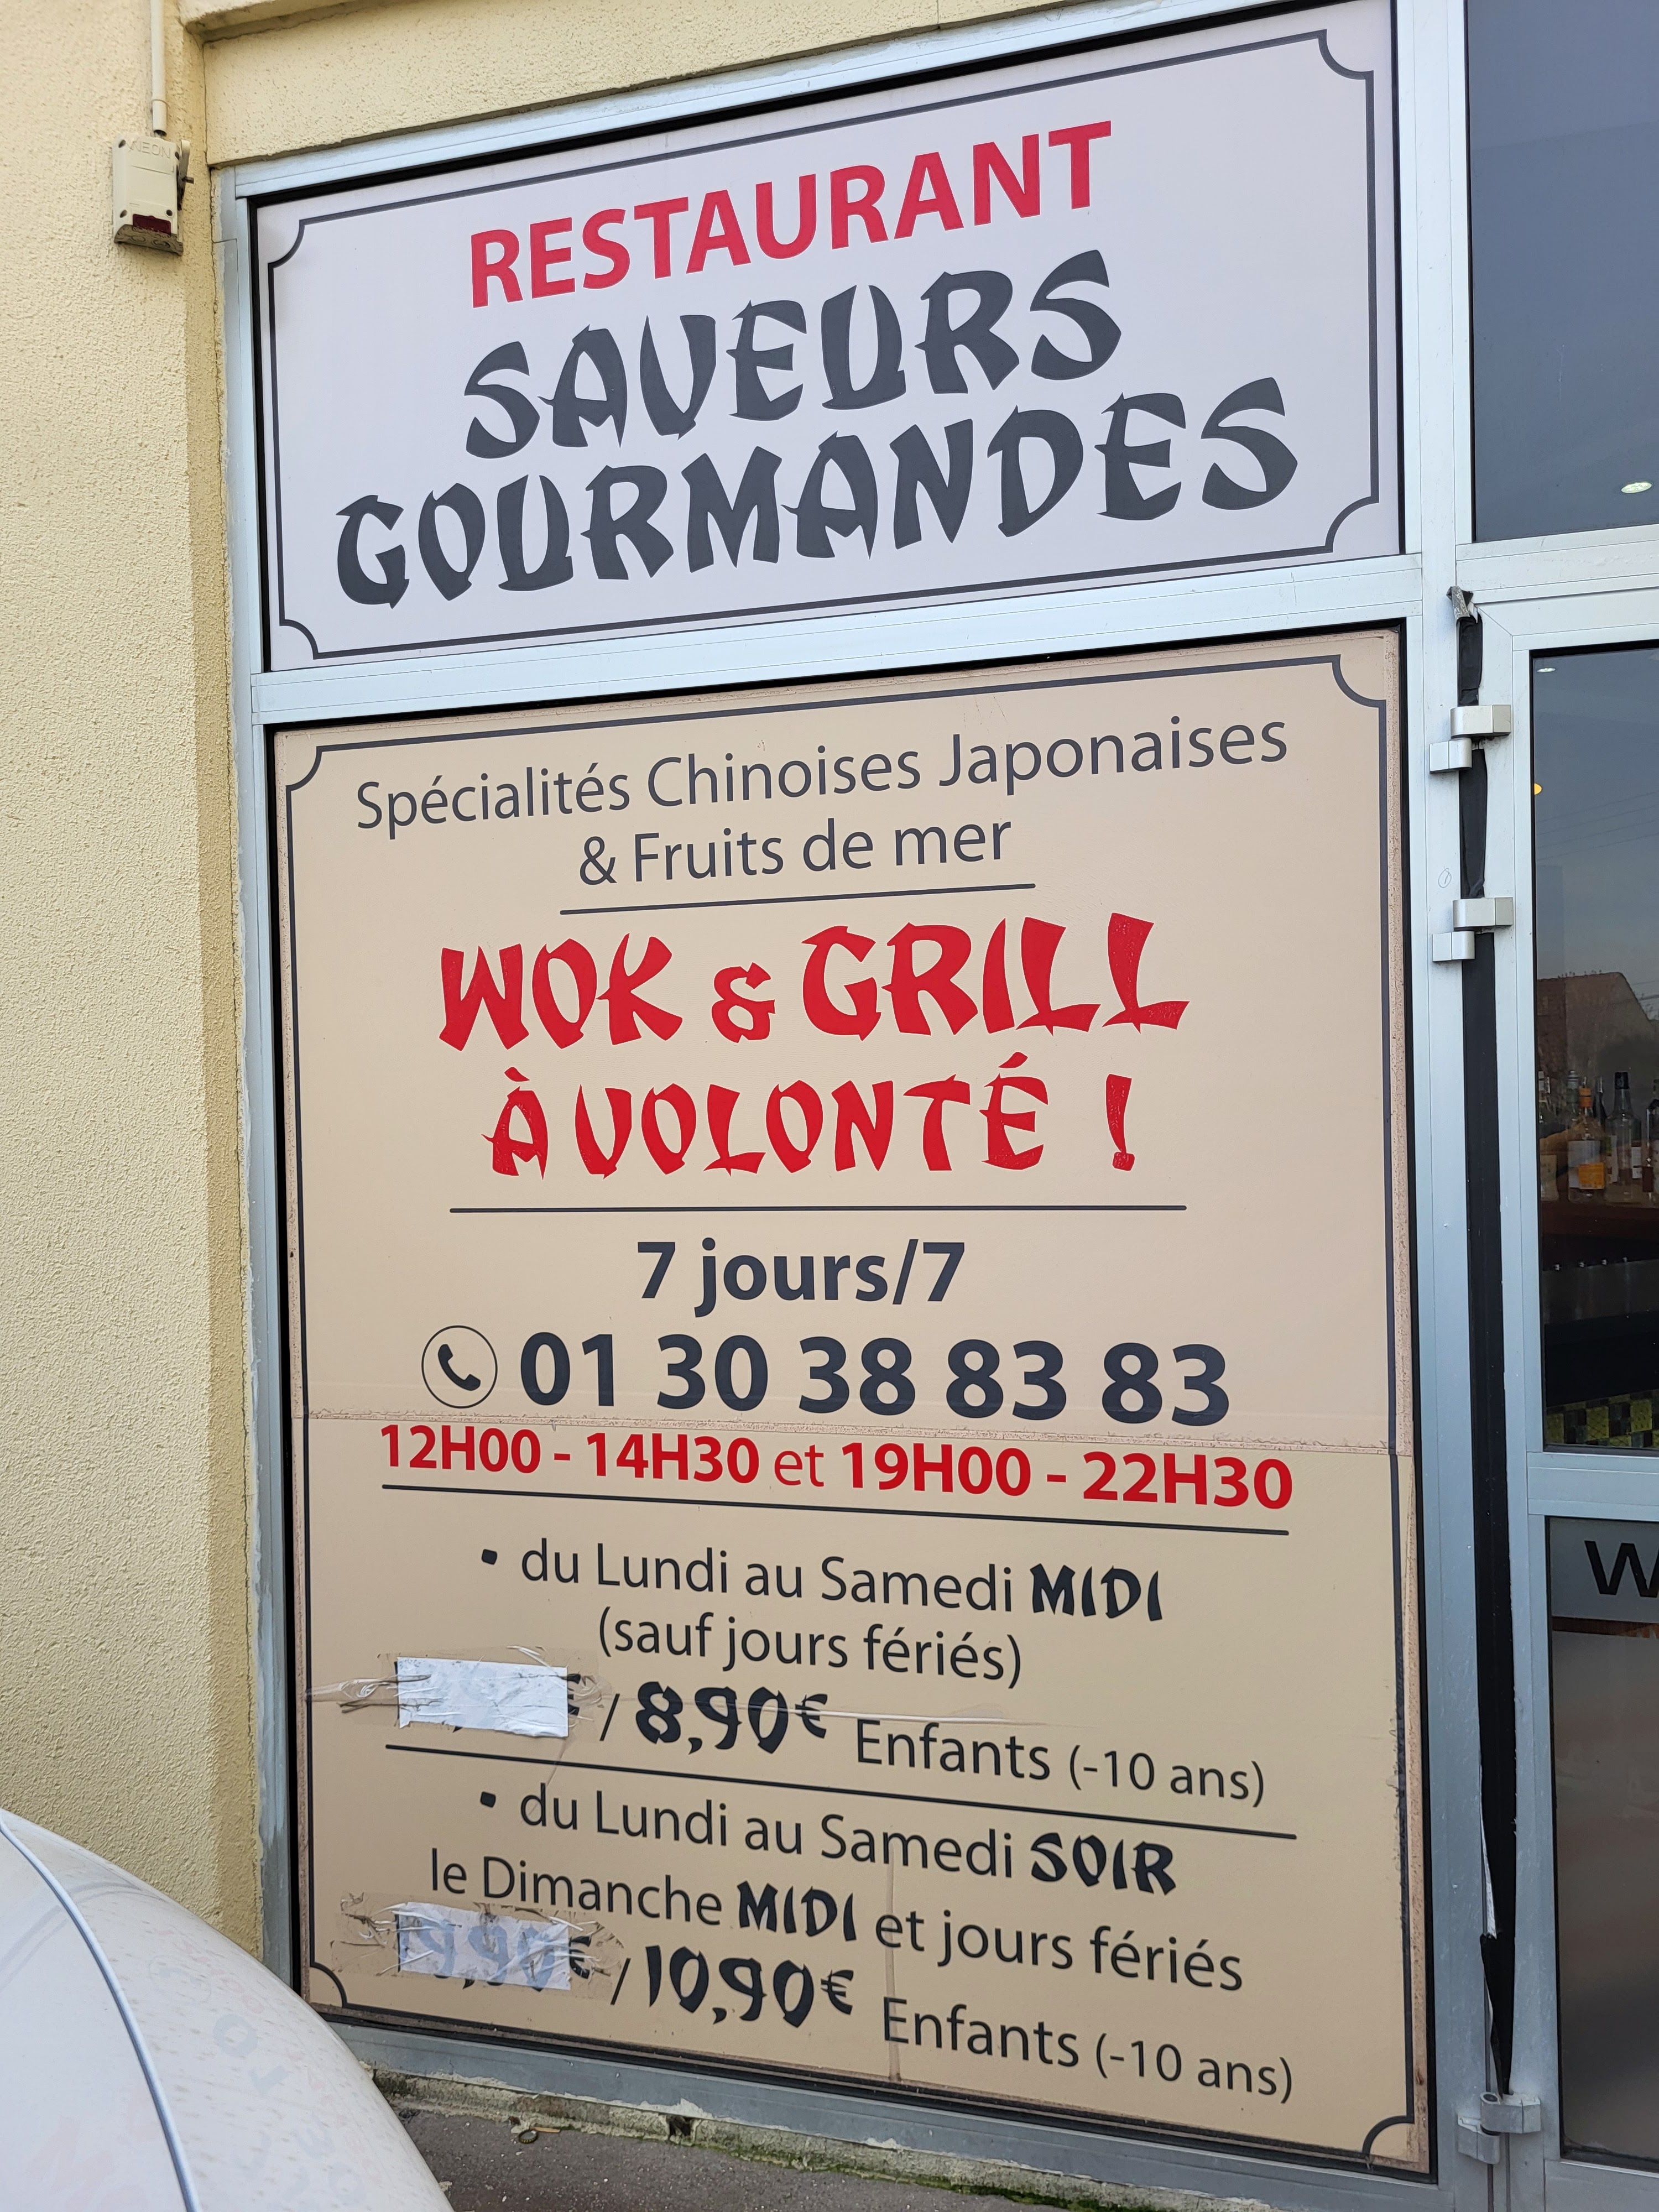 RESTAURANT
SAVEURS
GOURMANDES
Spécialités Chinoises Japonaises
& Fruits de mer
WOK & GRILL
À VOLONTÉ !
7 jours/7
01 30 38 83 83
12H00 - 14H30 et 19H00 - 22H30
• du Lundi au Samedi MIDI
(sauf jours fériés)
€ / 8,90€ Enfants (-10 ans)
• du Lundi au Samedi SOIR
le Dimanche MIDI et jours fériés
19,90€ / 10,90€ Enfants (-10 ans)
W